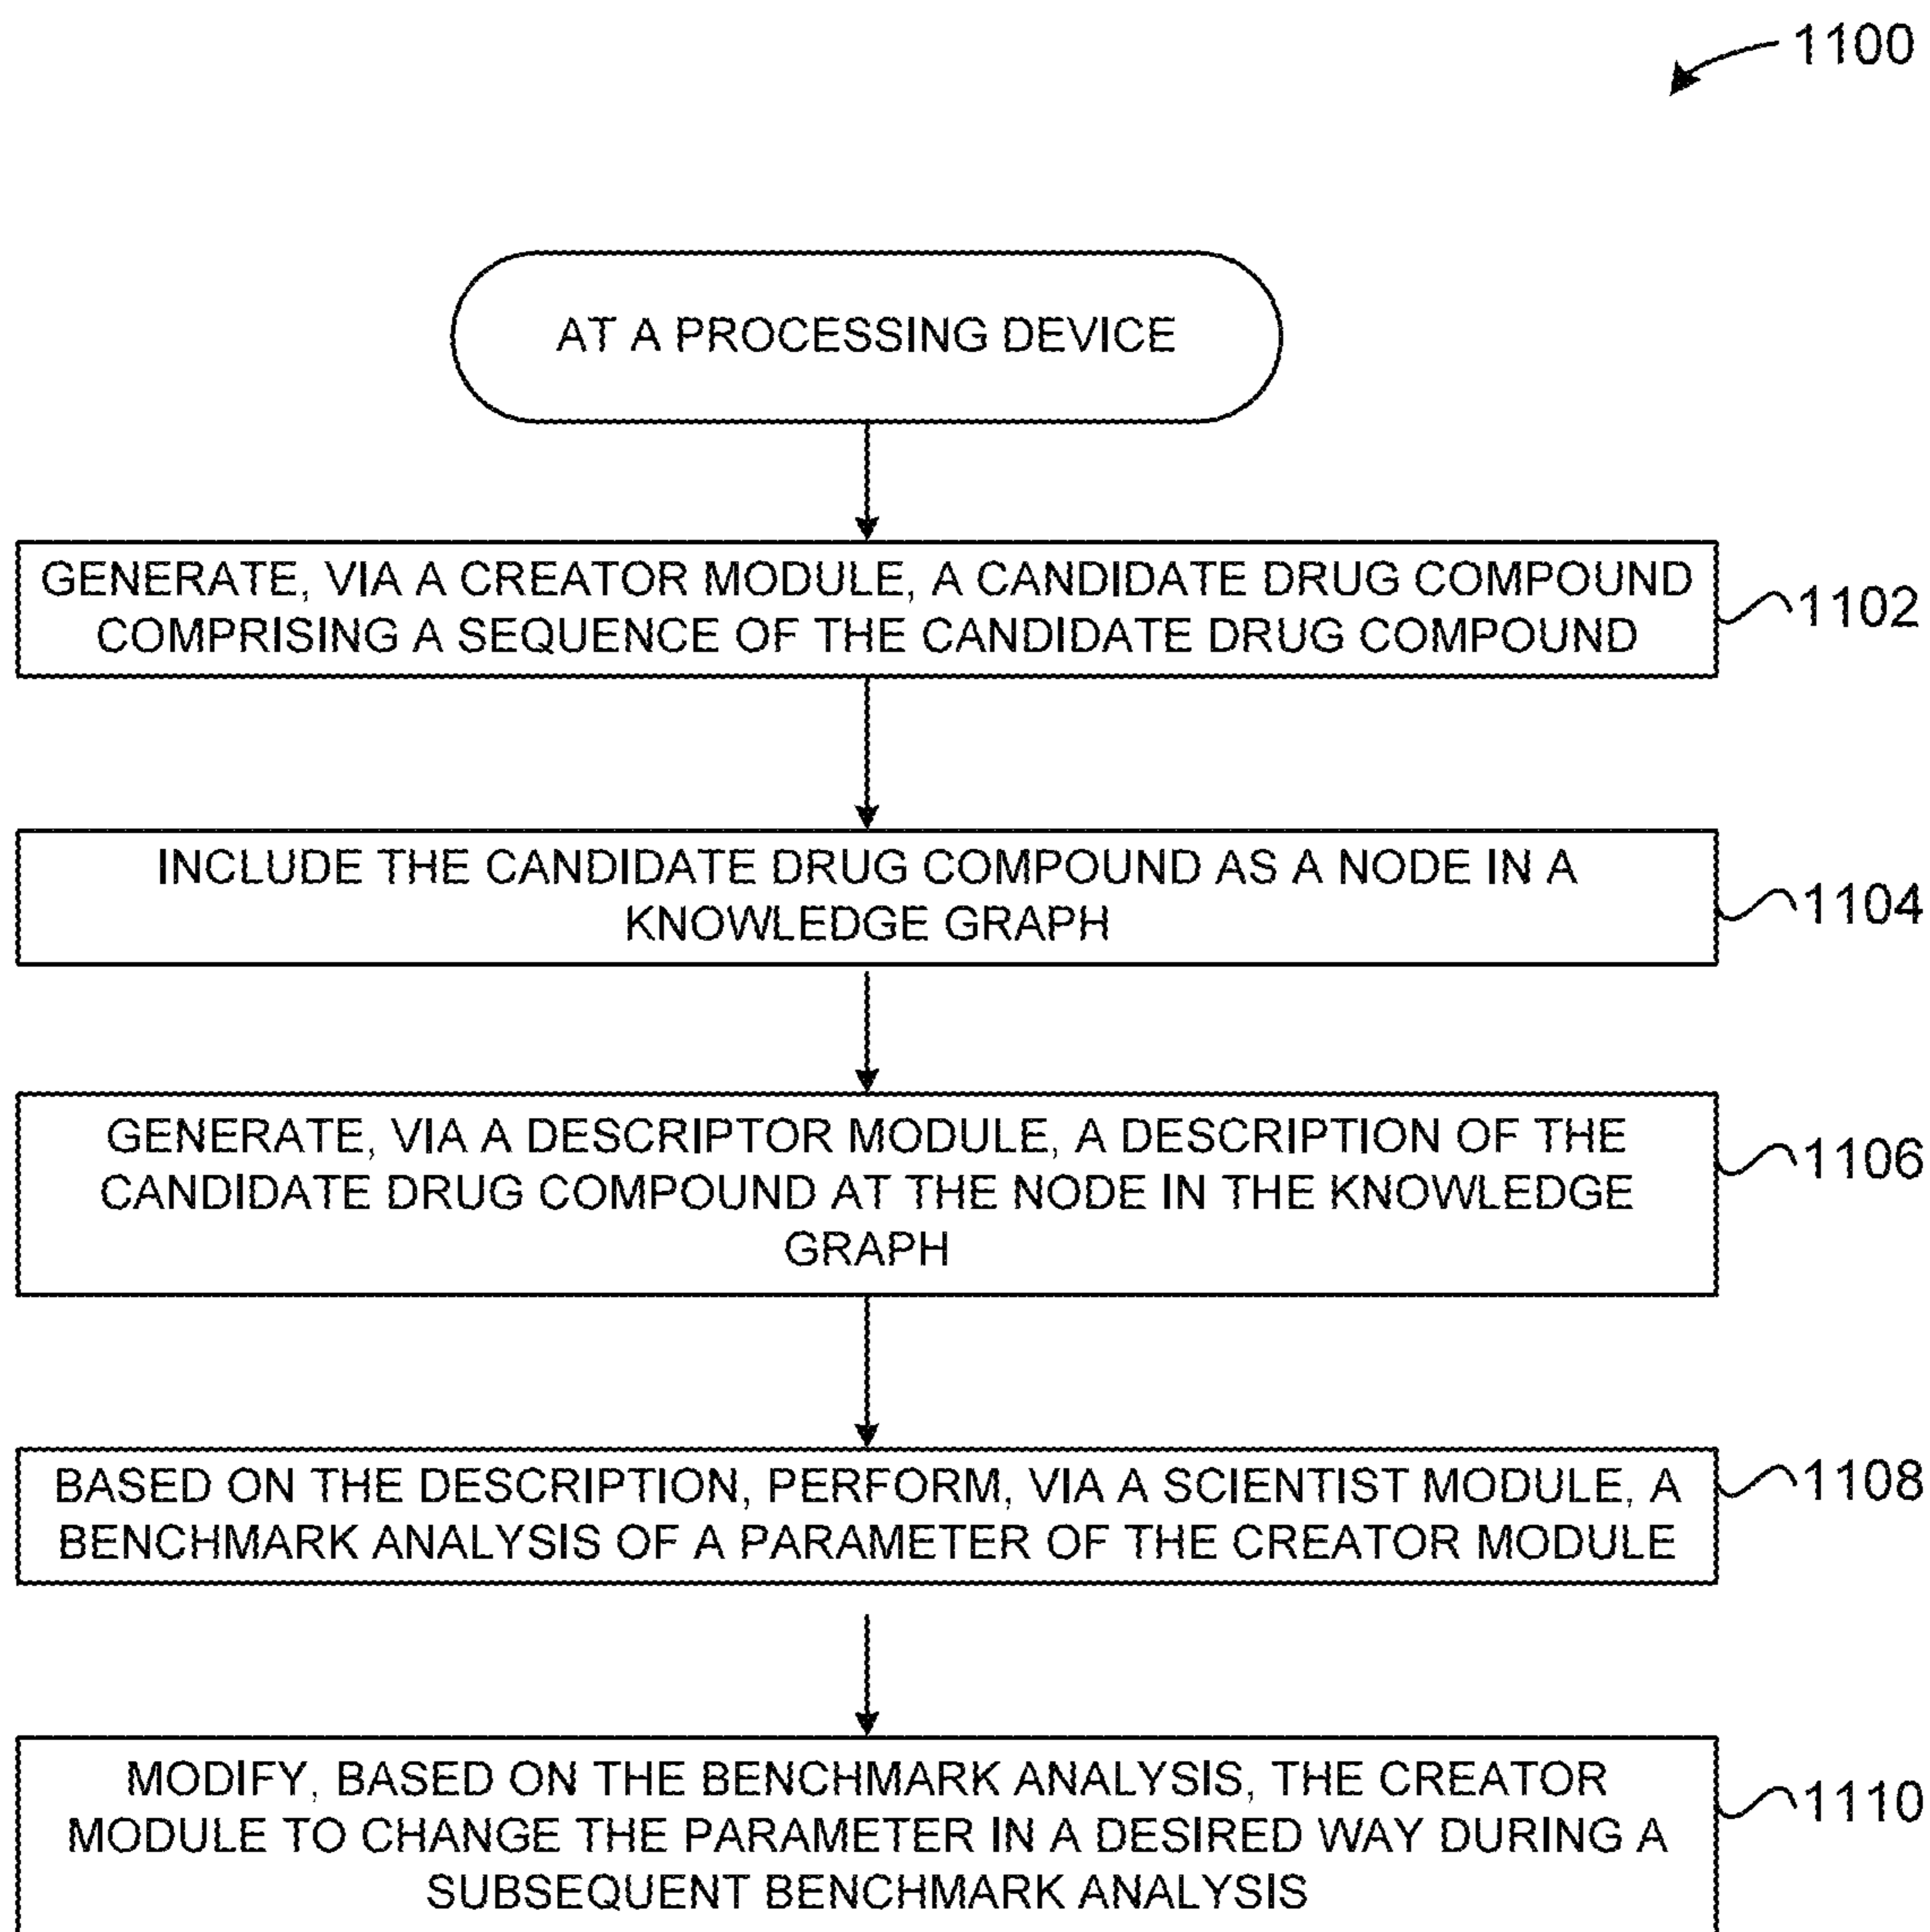 1100
AT A PROCESSING DEVICE
GENERATE, VIA A CREATOR MODULE, A CANDIDATE DRUG COMPOUND
COMPRISING A SEQUENCE OF THE CANDIDATE DRUG COMPOUND
1102
INCLUDE THE CANDIDATE DRUG COMPOUND AS A NODE IN A
KNOWLEDGE GRAPH
1104
GENERATE, VIA A DESCRIPTOR MODULE, A DESCRIPTION OF THE
CANDIDATE DRUG COMPOUND AT THE NODE IN THE KNOWLEDGE
GRAPH
1106
BASED ON THE DESCRIPTION, PERFORM, VIA A SCIENTIST MODULE, A
BENCHMARK ANALYSIS OF A PARAMETER OF THE CREATOR MODULE
1108
MODIFY, BASED ON THE BENCHMARK ANALYSIS, THE CREATOR
MODULE TO CHANGE THE PARAMETER IN A DESIRED WAY DURING A
SUBSEQUENT BENCHMARK ANALYSIS
1110